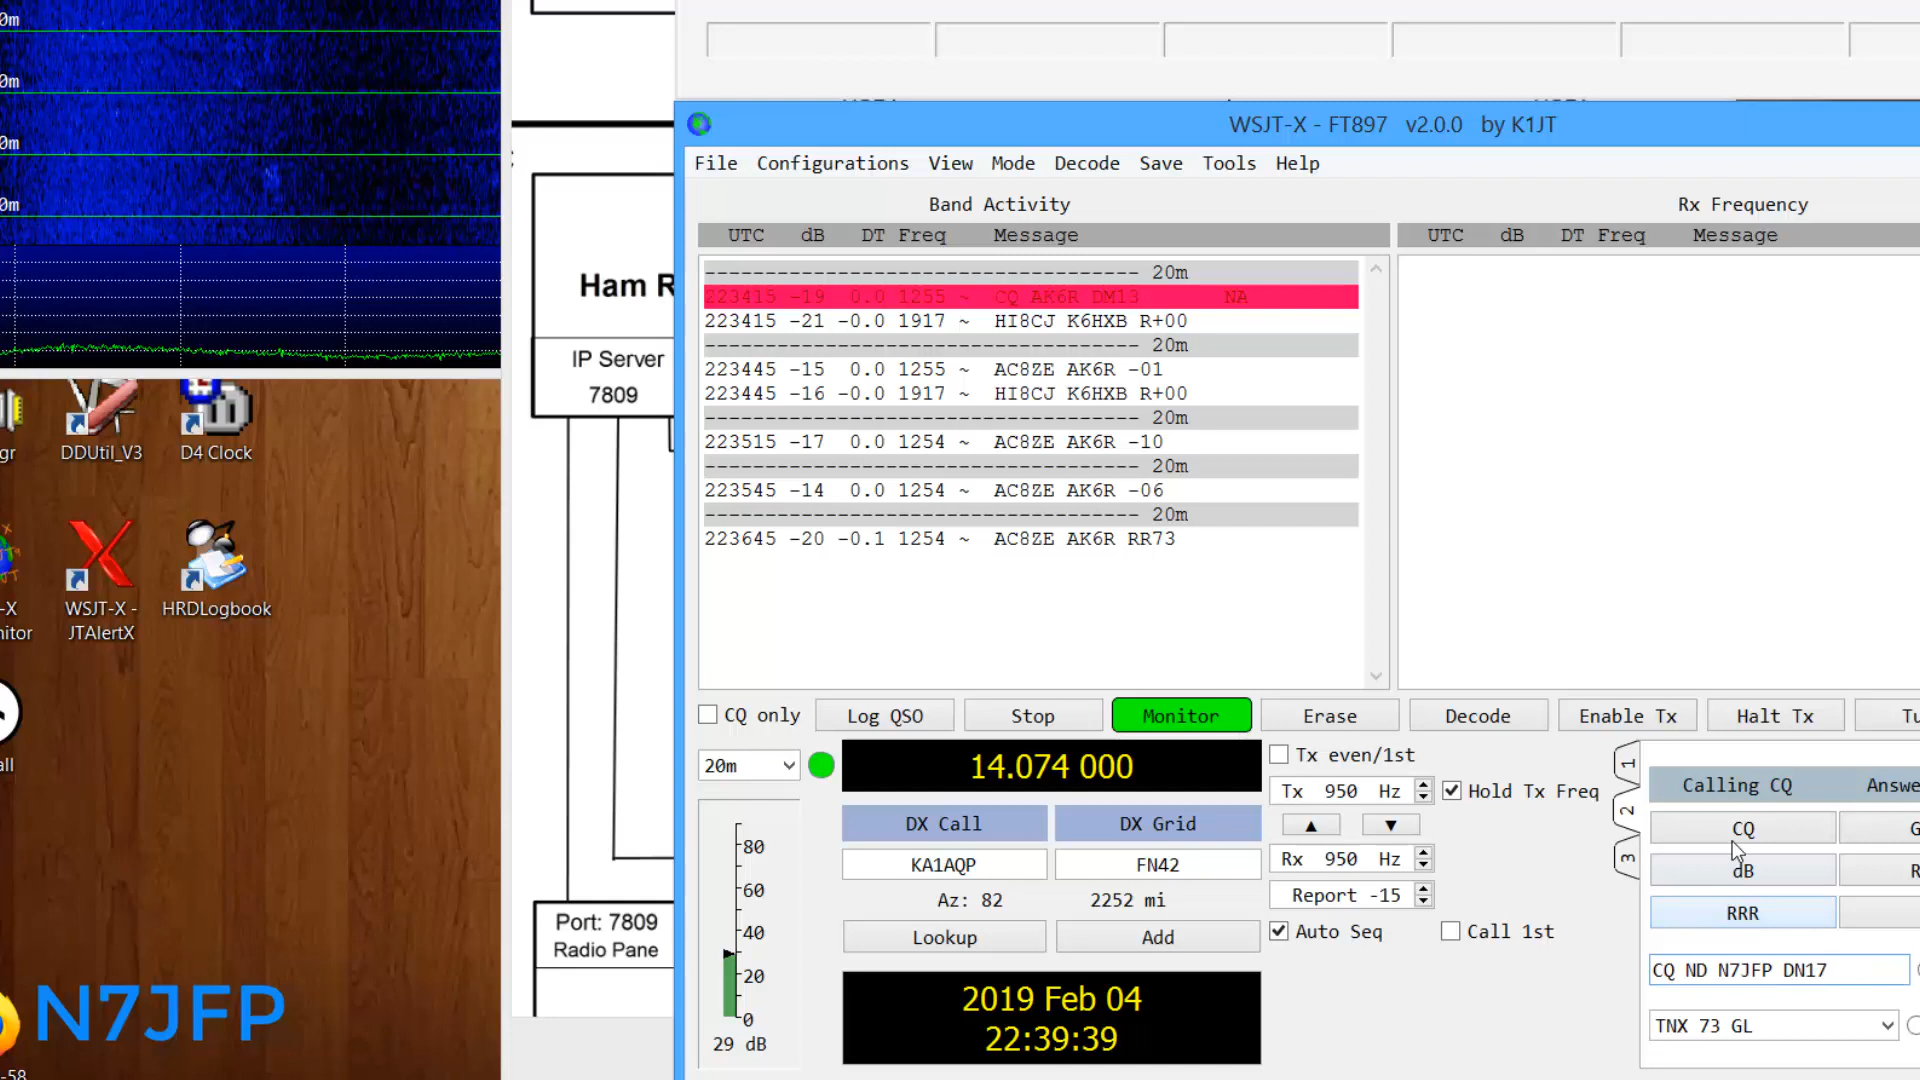 0m
0m
0m
0m
WSJT-X - FT897 v2.0.0 by K1JT
File Configurations View Mode Decode Save Tools Help
Band Activity
Rx Frequency
UTC dB DT Freq Message
UTC dB DT Freq Message
------------------------------------ 20m
223415 -19 0.0 1255 ~ CQ AK6R DM13 NA
223415 -21 -0.0 1917 ~ HI8CJ K6HXB R+00
------------------------------------ 20m
223445 -15 0.0 1255 ~ AC8ZE AK6R -01
223445 -16 -0.0 1917 ~ HI8CJ K6HXB R+00
------------------------------------ 20m
223515 -17 0.0 1254 ~ AC8ZE AK6R -10
------------------------------------ 20m
223545 -14 0.0 1254 ~ AC8ZE AK6R -06
------------------------------------ 20m
223645 -20 -0.1 1254 ~ AC8ZE AK6R RR73
Ham R
IP Server
7809
Port: 7809
Radio Pane
gr
DDUtil_V3
D4 Clock
-X
nitor
WSJT-X -
JTAlertX
HRDLogbook
all
N7JFP
-58
CQ only
Log QSO
Stop
Monitor
Erase
Decode
Enable Tx
Halt Tx
Tu
20m
14.074 000
Tx even/1st
Tx 950 Hz
Hold Tx Freq
DX Call
DX Grid
KA1AQP
FN42
Az: 82
2252 mi
Lookup
Add
Rx 950 Hz
Report -15
Auto Seq
Call 1st
80
60
40
20
0
29 dB
2019 Feb 04
22:39:39
1
2
3
Calling CQ
Answe
CQ
G
dB
R
RRR
CQ ND N7JFP DN17
TNX 73 GL